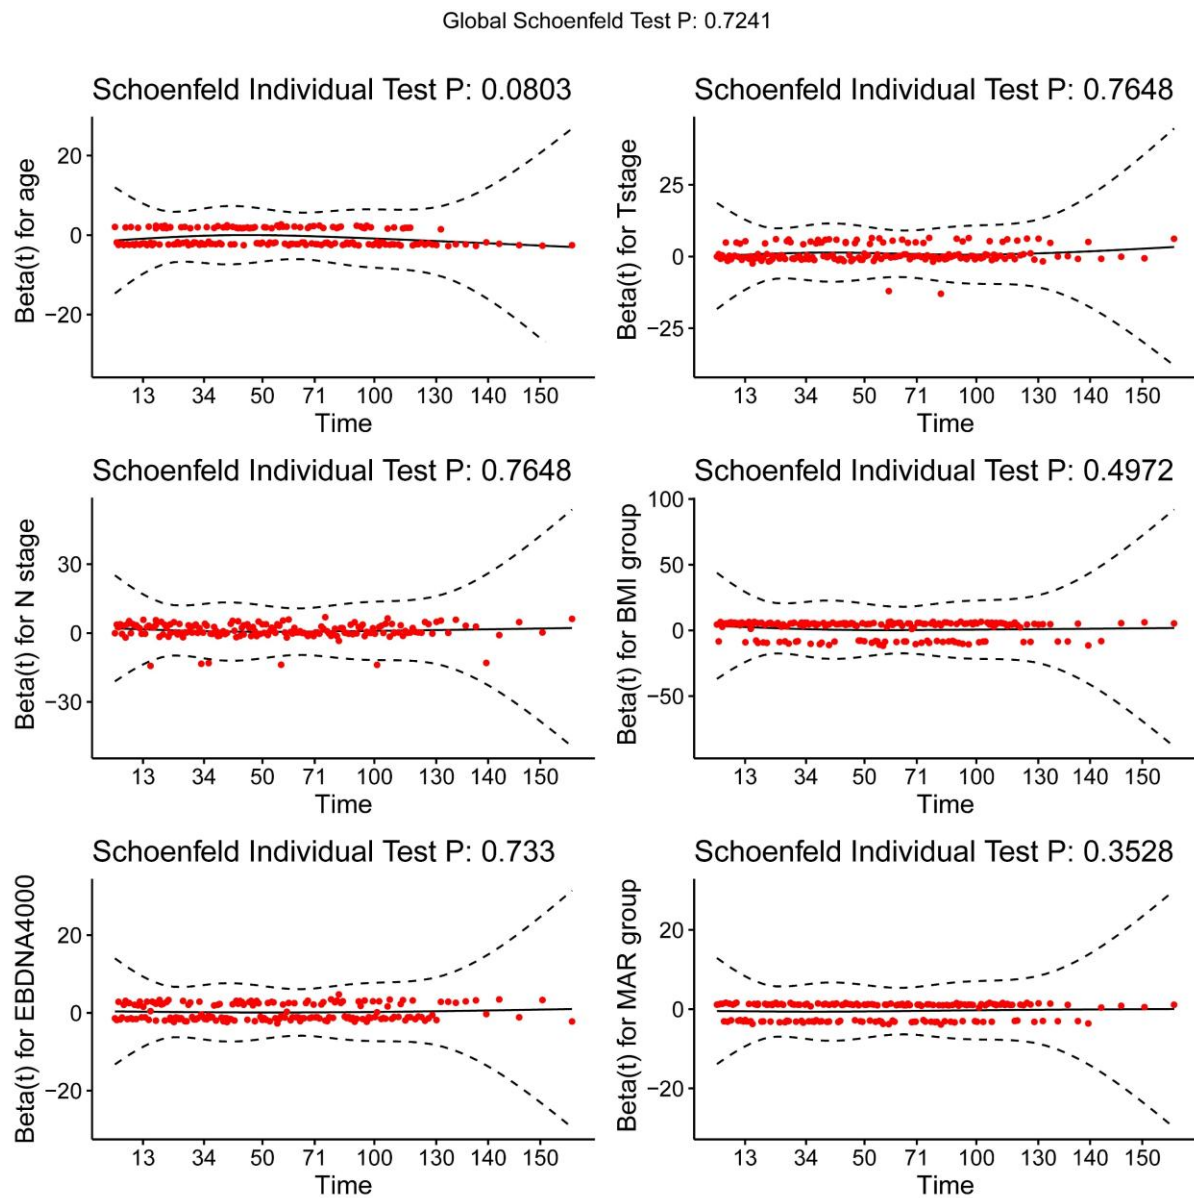 Global Schoenfeld Test P: 0.7241
Schoenfeld Individual Test P: 0.0803
Beta(t) for age
20
0
−20
13 34 50 71 100 130 140 150
Time
Schoenfeld Individual Test P: 0.7648
Beta(t) for Tstage
25
0
−25
13 34 50 71 100 130 140 150
Time
Schoenfeld Individual Test P: 0.7648
Beta(t) for N stage
30
0
−30
13 34 50 71 100 130 140 150
Time
Schoenfeld Individual Test P: 0.4972
Beta(t) for BMI group
100
50
0
−50
13 34 50 71 100 130 140 150
Time
Schoenfeld Individual Test P: 0.733
Beta(t) for EBDNA4000
20
0
−20
13 34 50 71 100 130 140 150
Time
Schoenfeld Individual Test P: 0.3528
Beta(t) for MAR group
20
0
−20
13 34 50 71 100 130 140 150
Time